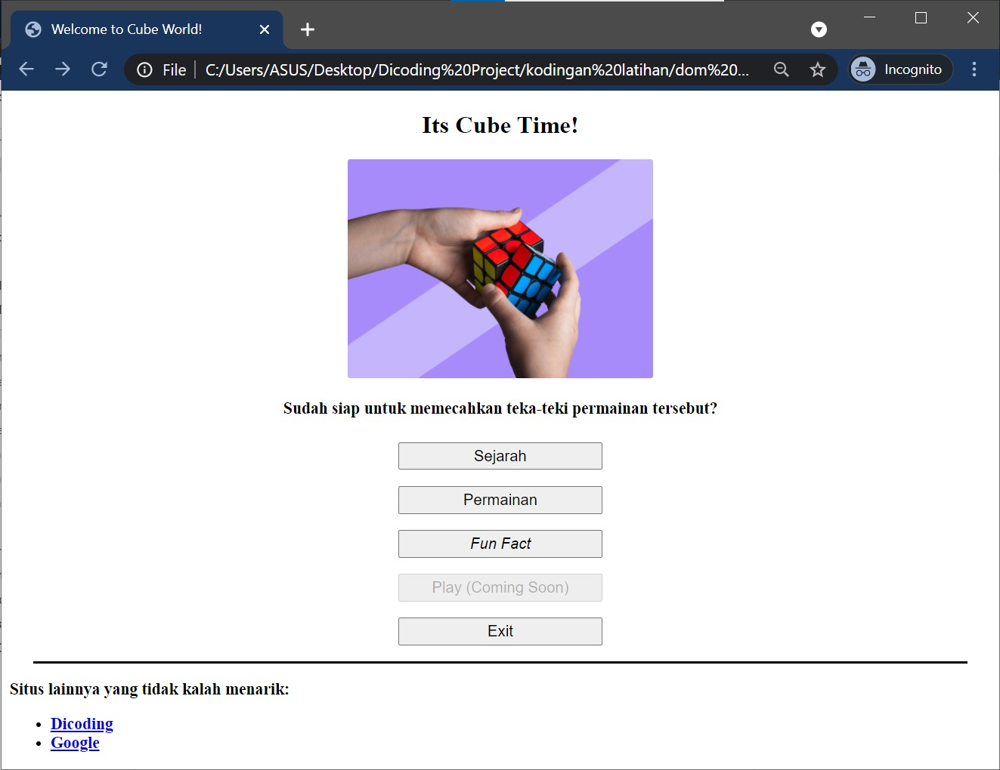 Welcome to Cube World!
File
C:/Users/ASUS/Desktop/Dicoding%20Project/kodingan%20latihan/dom%20...
Incognito
Its Cube Time!
Sudah siap untuk memecahkan teka-teki permainan tersebut?
Sejarah
Permainan
Fun Fact
Play (Coming Soon)
Exit
Situs lainnya yang tidak kalah menarik:
Dicoding
Google